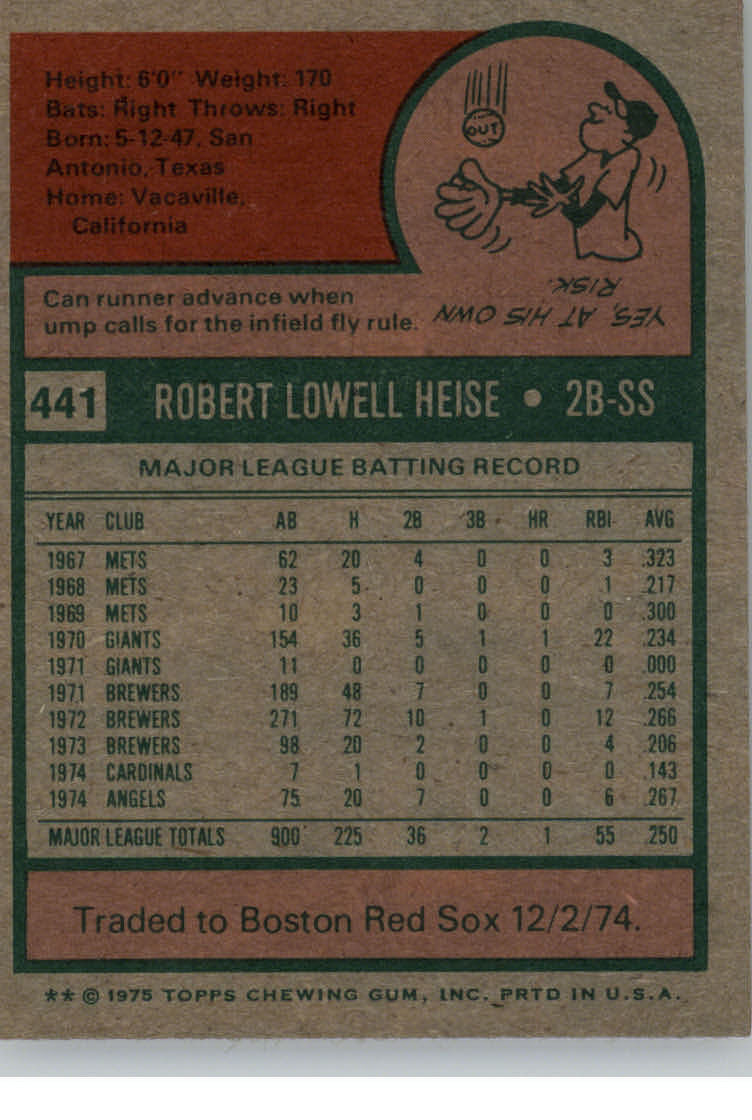 Height: 6'0" Weight: 170
Bats: Right Throws: Right
Born: 5-12-47, San
Antonio, Texas
Home: Vacaville,
California
OUT
Can runner advance when
ump calls for the infield fly rule.
YES, AT HIS OWN
RISK.
441 ROBERT LOWELL HEISE • 2B-SS
MAJOR LEAGUE BATTING RECORD
YEAR CLUB AB H 2B 3B HR RBI AVG
1967 METS 62 20 4 0 0 3 .323
1968 METS 23 5 0 0 0 1 .217
1969 METS 10 3 1 0 0 0 .300
1970 GIANTS 154 36 5 1 1 22 .234
1971 GIANTS 11 0 0 0 0 0 .000
1971 BREWERS 189 48 7 0 0 7 .254
1972 BREWERS 271 72 10 1 0 12 .266
1973 BREWERS 98 20 2 0 0 4 .206
1974 CARDINALS 7 1 0 0 0 0 .143
1974 ANGELS 75 20 7 0 0 6 .267
MAJOR LEAGUE TOTALS 900 225 36 2 1 55 .250
Traded to Boston Red Sox 12/2/74.
** © 1975 TOPPS CHEWING GUM, INC. PRTD IN U.S.A.